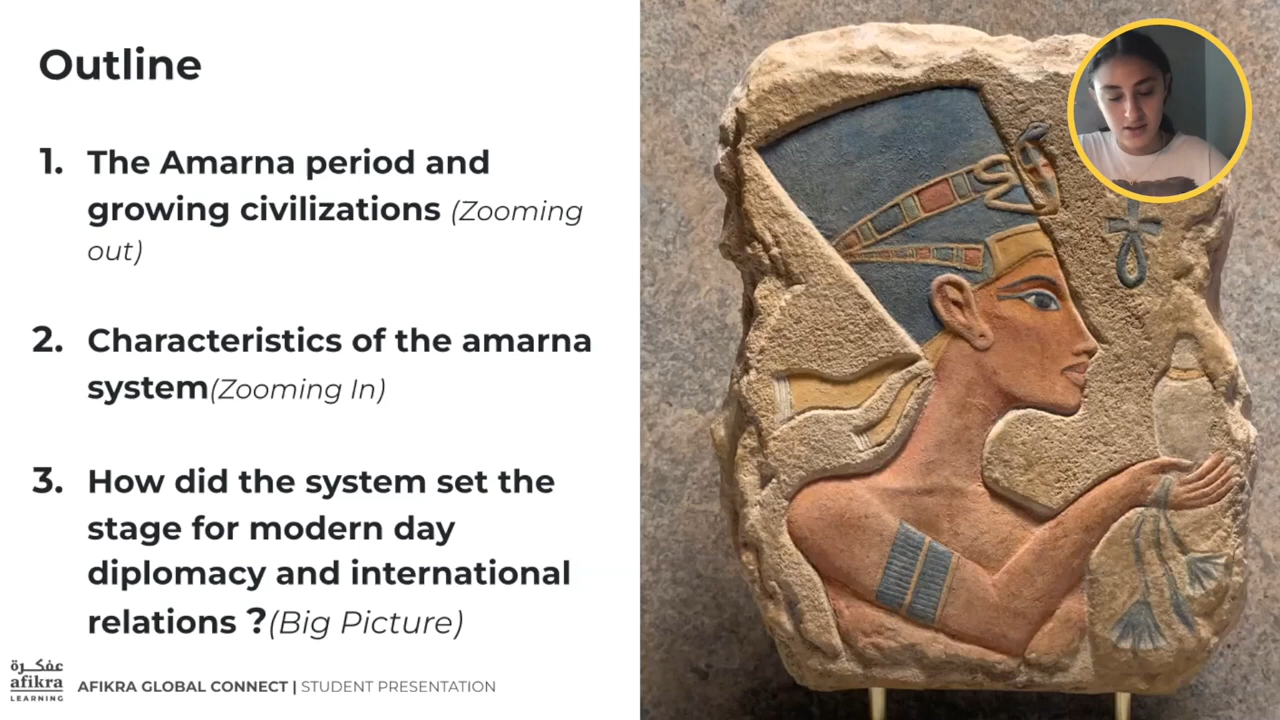 Outline
1. The Amarna period and
growing civilizations (Zooming
out)
2. Characteristics of the amarna
system(Zooming In)
3. How did the system set the
stage for modern day
diplomacy and international
relations ?(Big Picture)
عفكرة
afikra
LEARNING
AFIKRA GLOBAL CONNECT | STUDENT PRESENTATION